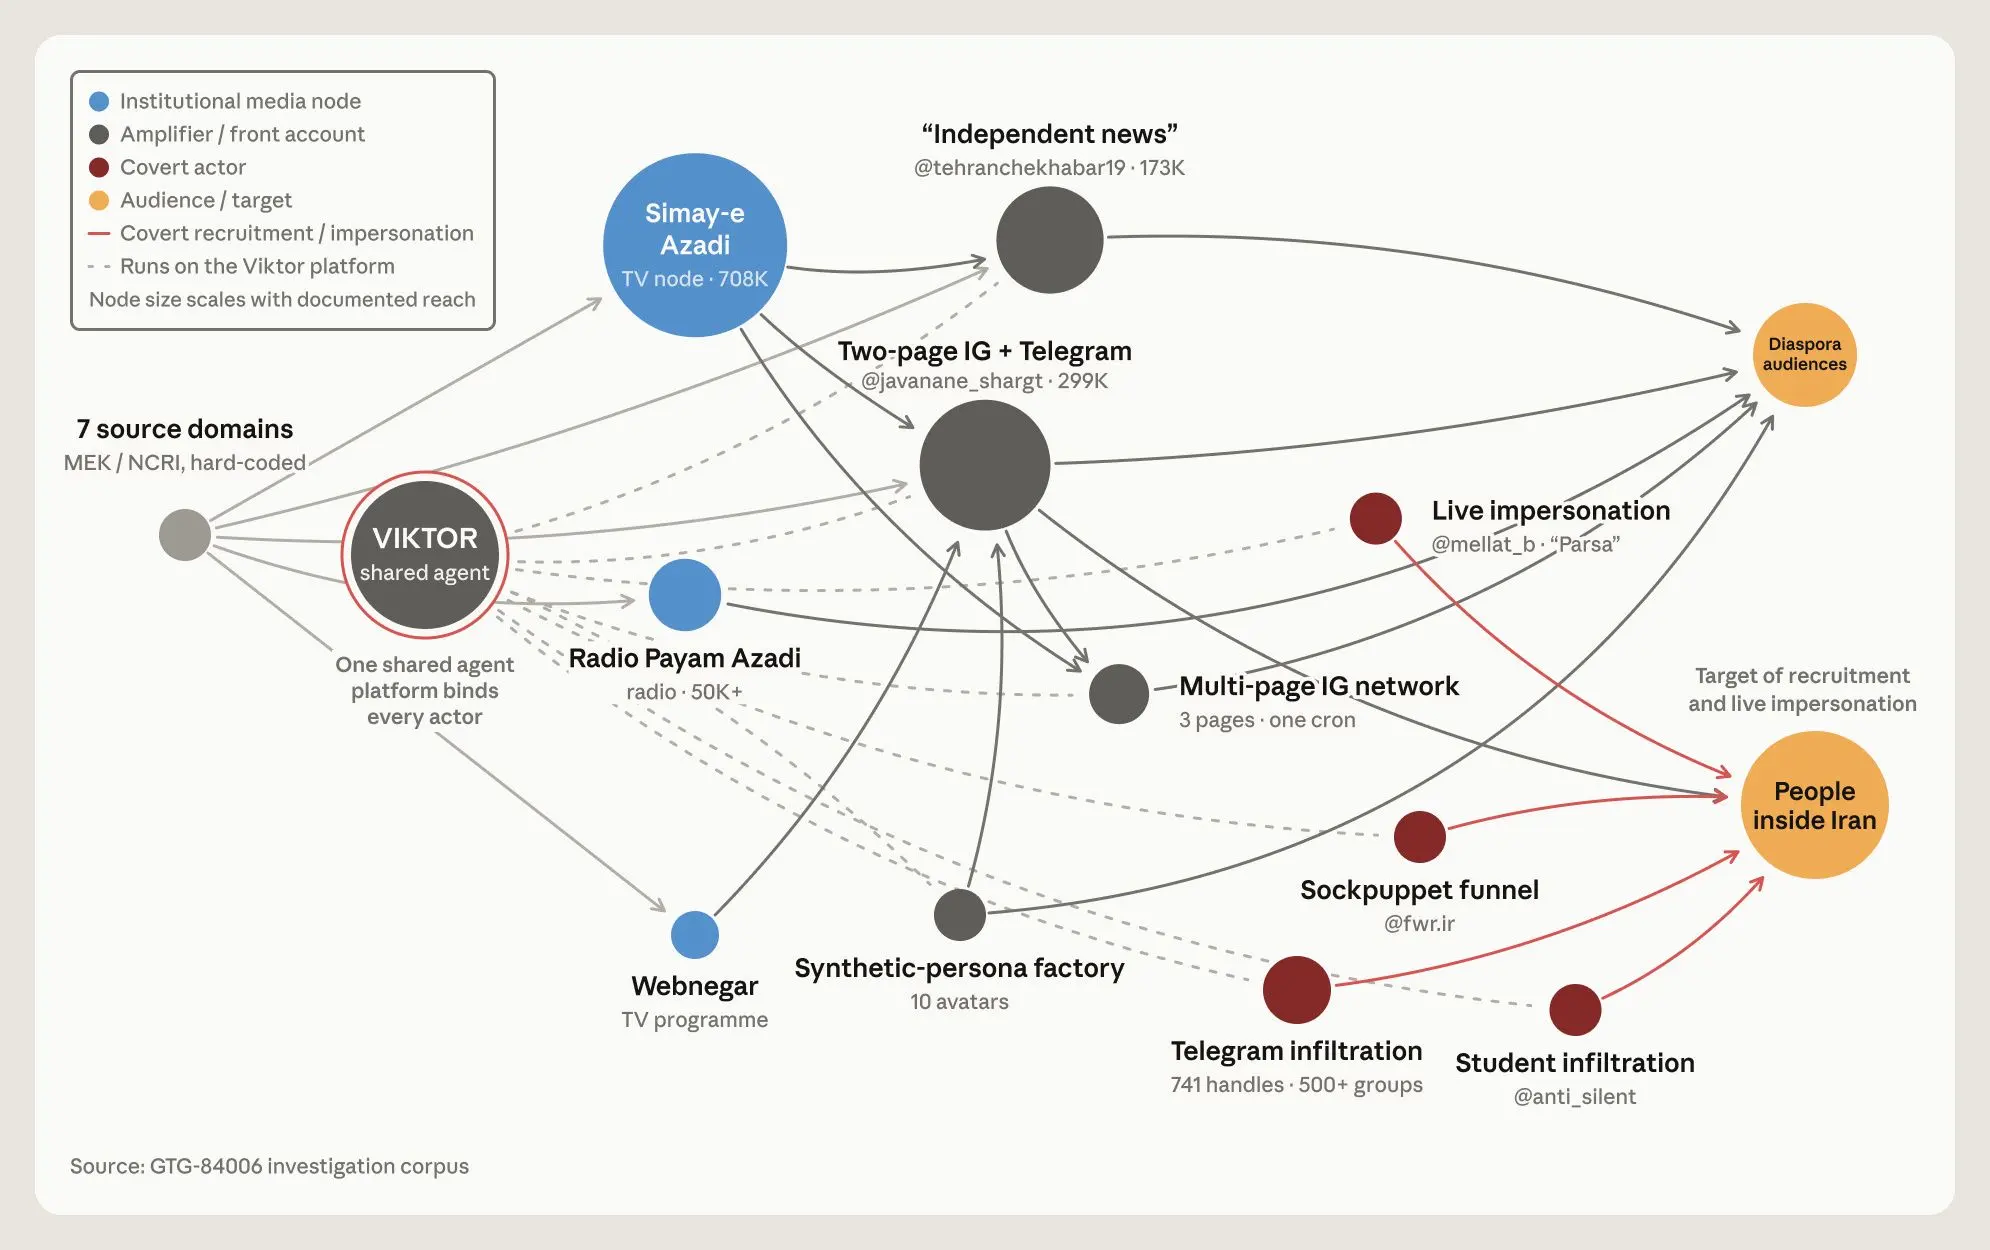 Institutional media node
Amplifier / front account
Covert actor
Audience / target
Covert recruitment / impersonation
Runs on the Viktor platform
Node size scales with documented reach
“Independent news”
@tehranchekhabar19 · 173K
Simay-e
Azadi
TV node · 708K
Two-page IG + Telegram
@javanane_shargt · 299K
Diaspora
audiences
7 source domains
MEK / NCRI, hard-coded
VIKTOR
shared agent
One shared agent
platform binds
every actor
Live impersonation
@mellat_b · “Parsa”
Radio Payam Azadi
radio · 50K+
Multi-page IG network
3 pages · one cron
Target of recruitment
and live impersonation
People
inside Iran
Sockpuppet funnel
@fwr.ir
Webnegar
TV programme
Synthetic-persona factory
10 avatars
Telegram infiltration
741 handles · 500+ groups
Student infiltration
@anti_silent
Source: GTG-84006 investigation corpus